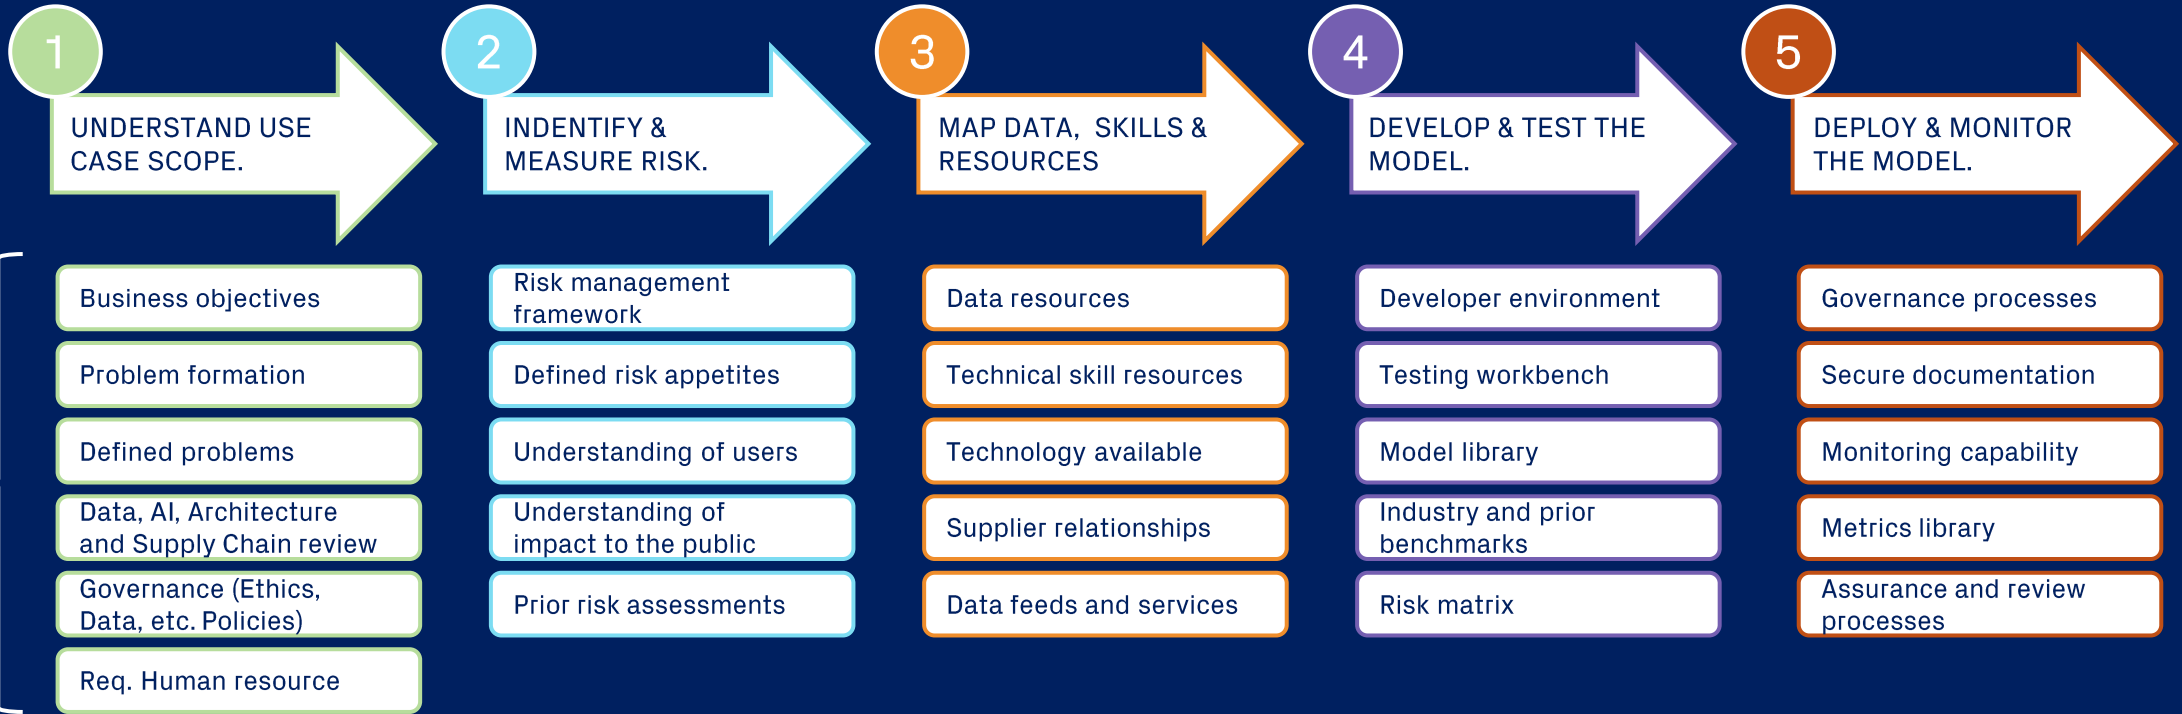 1
UNDERSTAND USE
CASE SCOPE.
Business objectives
Problem formation
Defined problems
Data, AI, Architecture
and Supply Chain review
Governance (Ethics,
Data, etc. Policies)
Req. Human resource
2
INDENTIFY &
MEASURE RISK.
Risk management
framework
Defined risk appetites
Understanding of users
Understanding of
impact to the public
Prior risk assessments
3
MAP DATA,  SKILLS &
RESOURCES
Data resources
Technical skill resources
Technology available
Supplier relationships
Data feeds and services
4
DEVELOP & TEST THE
MODEL.
Developer environment
Testing workbench
Model library
Industry and prior
benchmarks
Risk matrix
5
DEPLOY & MONITOR
THE MODEL.
Governance processes
Secure documentation
Monitoring capability
Metrics library
Assurance and review
processes